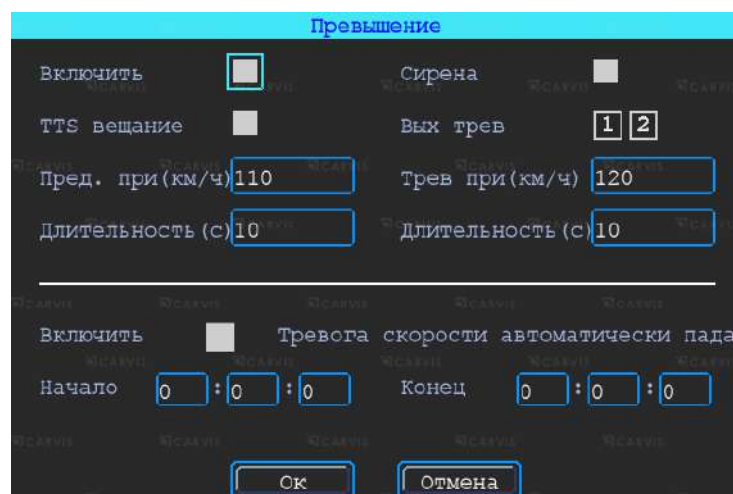 Превышение
Включить Сирена
TTS вещание Вых трев 1 2
Пред. при(км/ч) 110 Трев при(км/ч) 120
Длительность(с) 10 Длительность(с) 10
Включить Тревога скорости автоматически пада
Начало 0 : 0 : 0 Конец 0 : 0 : 0
Ок Отмена